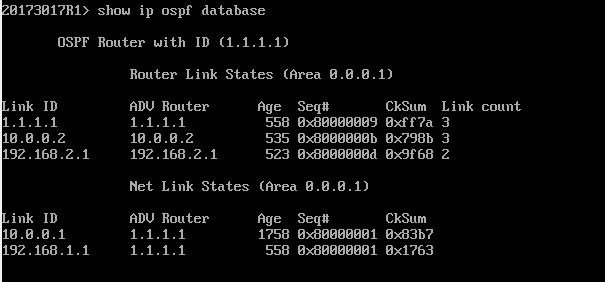 20173017R1> show ip ospf database
OSPF Router with ID (1.1.1.1)
Router Link States (Area 0.0.0.1)
Link ID ADV Router Age Seq# CkSum Link count
1.1.1.1 1.1.1.1 558 0x80000009 0xff7a 3
10.0.0.2 10.0.0.2 535 0x8000000b 0x798b 3
192.168.2.1 192.168.2.1 523 0x8000000d 0x9f68 2
Net Link States (Area 0.0.0.1)
Link ID ADV Router Age Seq# CkSum
10.0.0.1 1.1.1.1 1758 0x80000001 0x83b7
192.168.1.1 1.1.1.1 558 0x80000001 0x1763